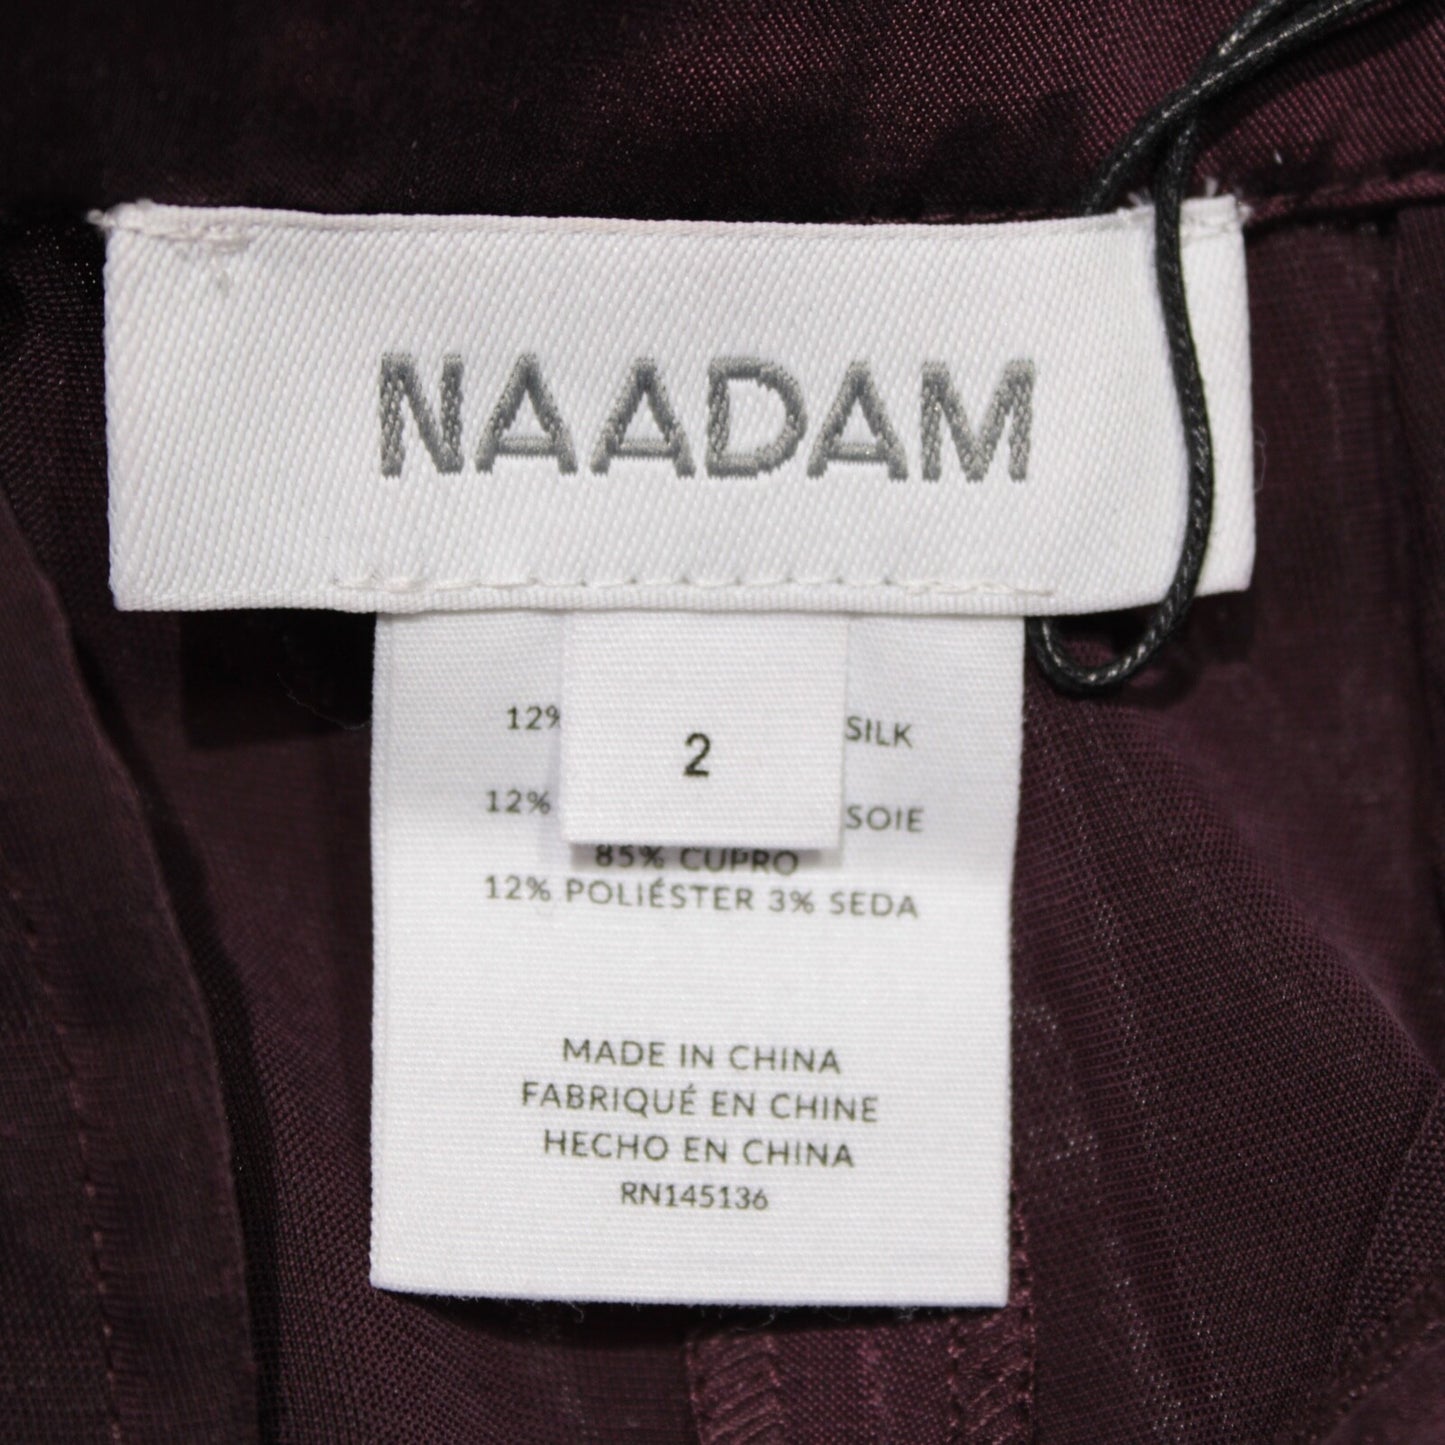 NAADAM
2
12% SILK
12% SOIE
85% CUPRO
12% POLIÉSTER 3% SEDA
MADE IN CHINA
FABRIQUÉ EN CHINE
HECHO EN CHINA
RN145136